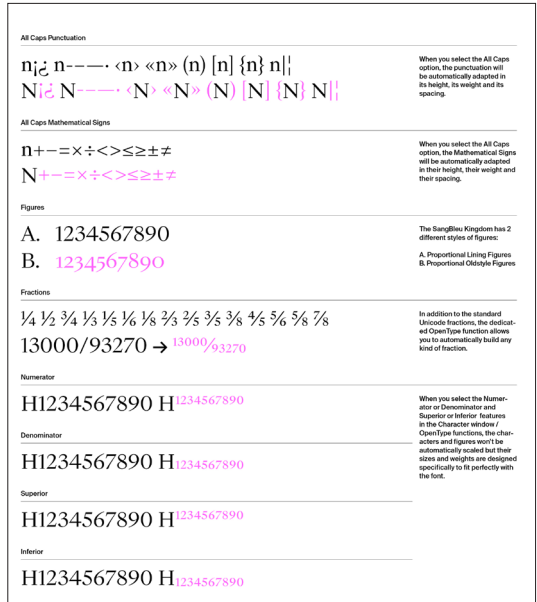 All Caps Punctuation
n¡¿ n-–—· ‹n› «n» (n) [n] {n} n|¦
N¡¿ N-–—· ‹N› «N» (N) [N] {N} N|¦
When you select the All Caps
option, the punctuation will
be automatically adapted in
its height, its weight and its
spacing.
All Caps Mathematical Signs
n+−=×÷<>≤≥±≠
N+−=×÷<>≤≥±≠
When you select the All Caps
option, the Mathematical Signs
will be automatically adapted
in their height, their weight and
their spacing.
Figures
A. 1234567890
B. 1234567890
The SangBleu Kingdom has 2
different styles of figures:
A. Proportional Lining Figures
B. Proportional Oldstyle Figures
Fractions
¼ ½ ¾ ⅓ ⅕ ⅙ ⅛ ⅔ ⅖ ⅗ ⅜ ⅘ ⅚ ⅝ ⅞
13000/93270 → 13000/93270
In addition to the standard
Unicode fractions, the dedicat-
ed OpenType function allows
you to automatically build any
kind of fraction.
Numerator
H1234567890 H1234567890
Denominator
H1234567890 H1234567890
Superior
H1234567890 H1234567890
Inferior
H1234567890 H1234567890
When you select the Numer-
ator or Denominator and
Superior or Inferior features
in the Character window /
OpenType functions, the char-
acters and figures won't be
automatically scaled but their
sizes and weights are designed
specifically to fit perfectly with
the font.